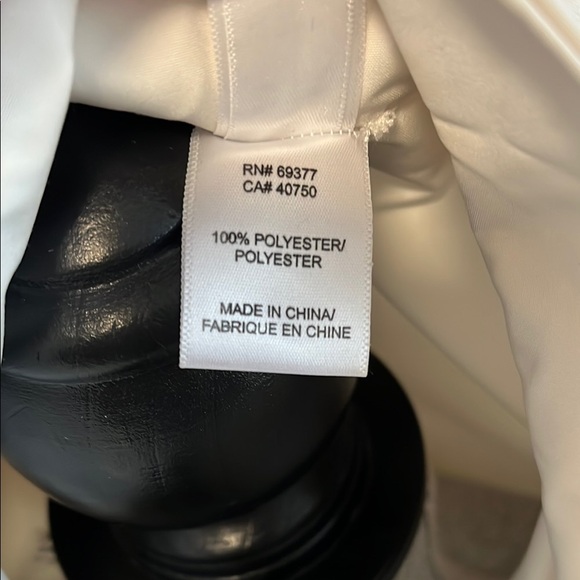 RN# 69377
CA# 40750
100% POLYESTER/
POLYESTER
MADE IN CHINA/
FABRIQUE EN CHINE